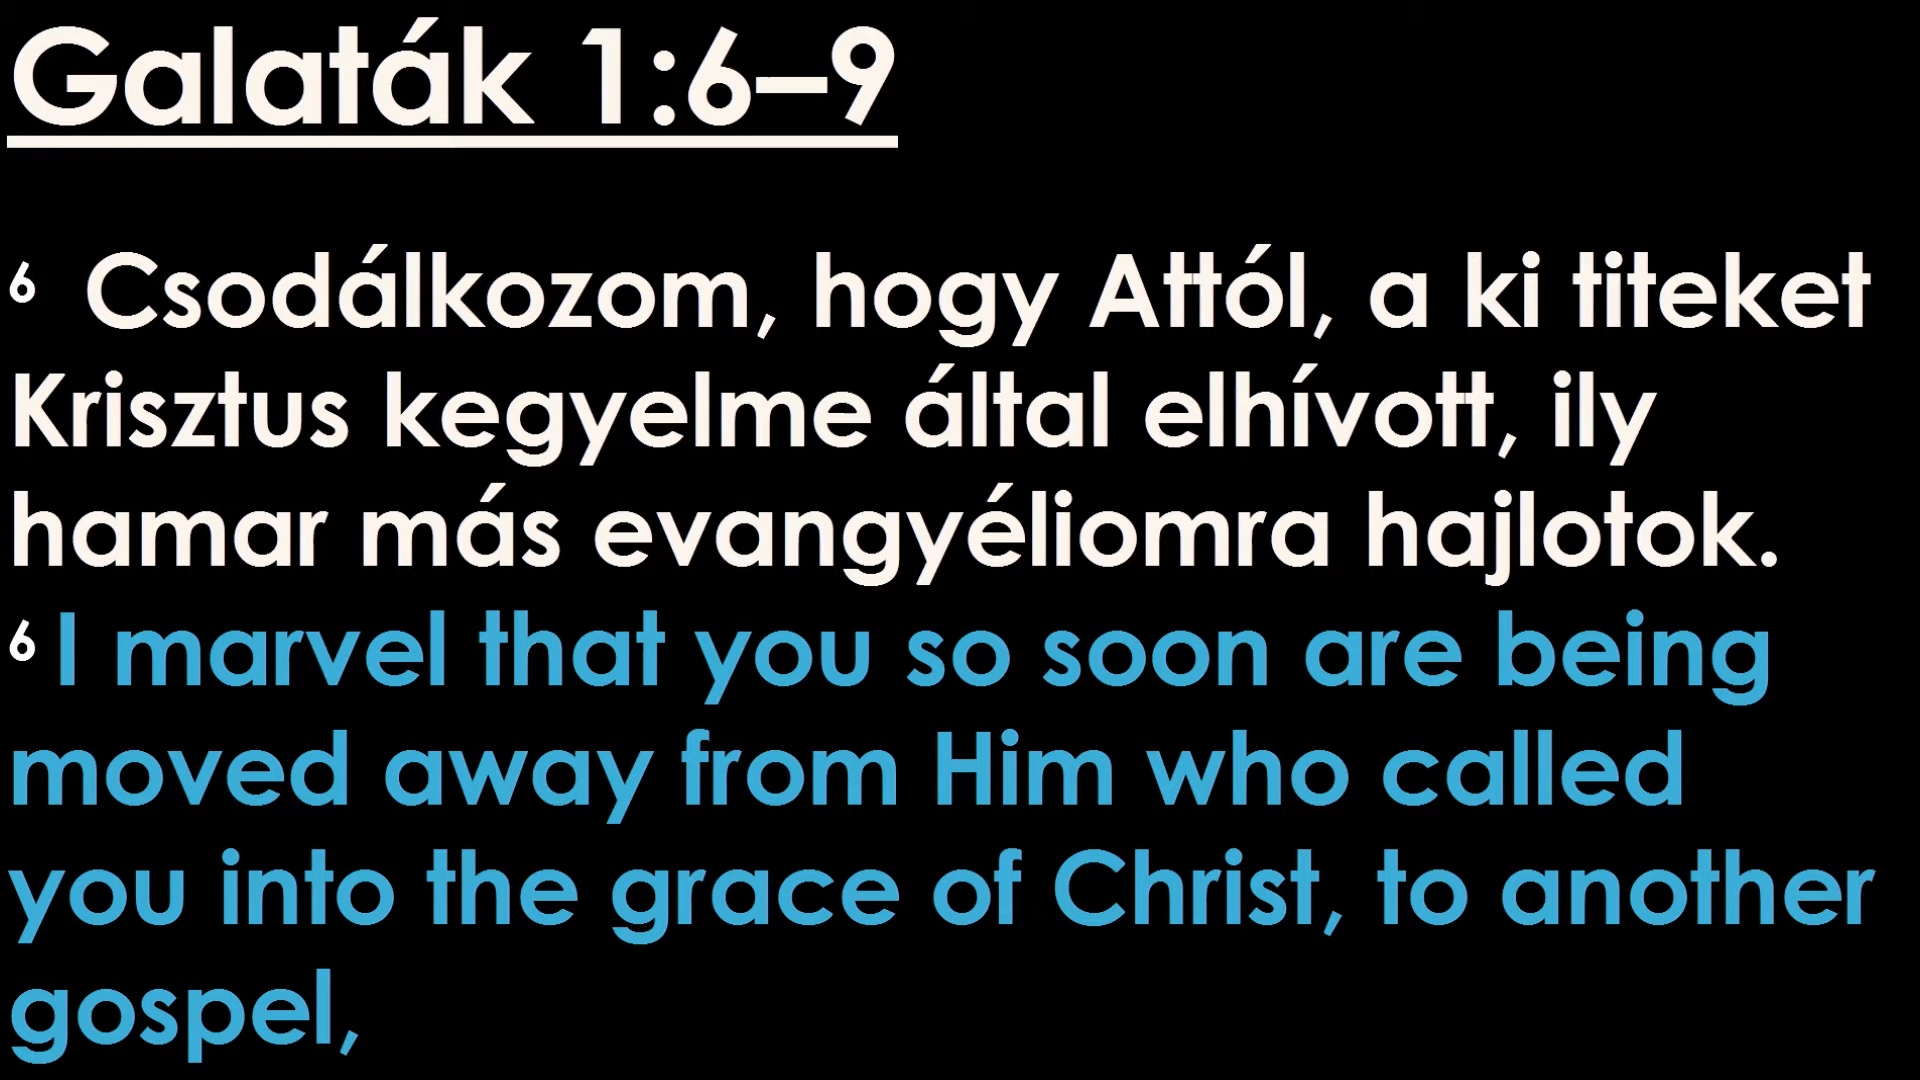 Galaták 1:6–9
6 Csodálkozom, hogy Attól, a ki titeket
Krisztus kegyelme által elhívott, ily
hamar más evangyéliomra hajlotok.
6 I marvel that you so soon are being
moved away from Him who called
you into the grace of Christ, to another
gospel,